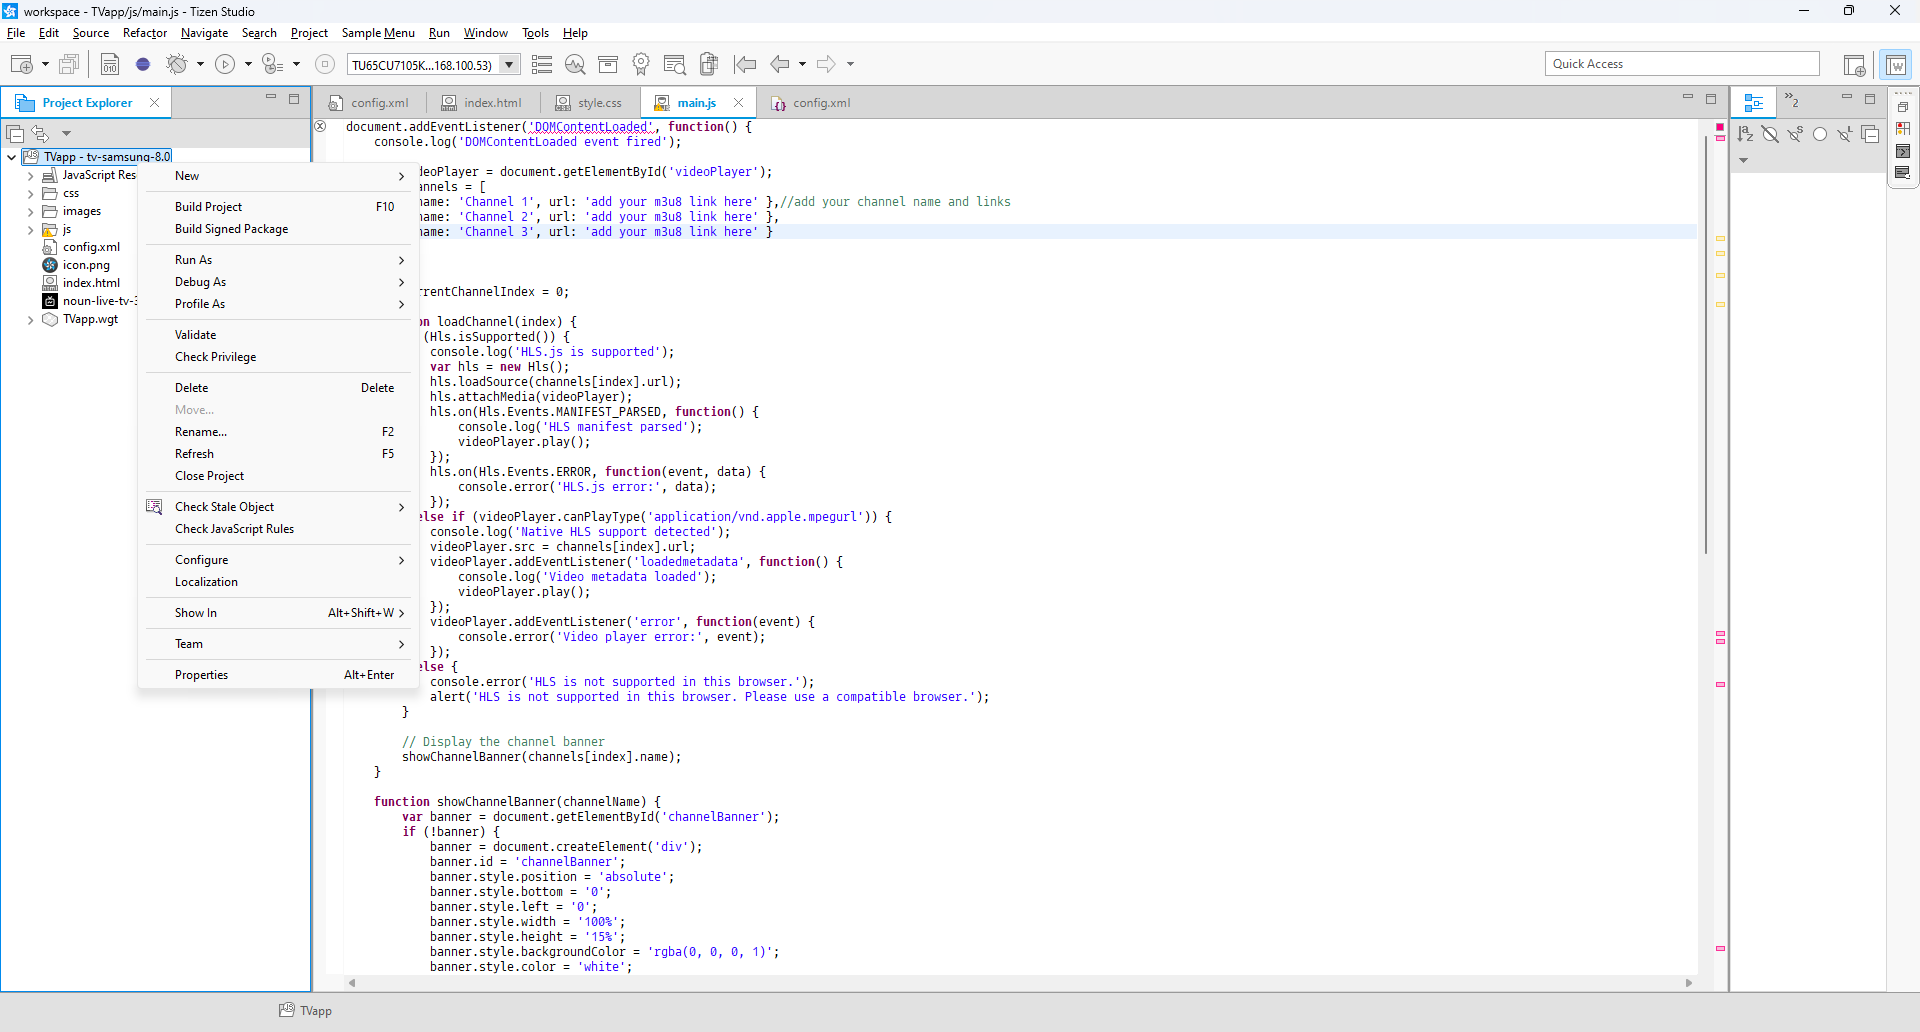 workspace - TVapp/js/main.js - Tizen Studio
File Edit Source Refactor Navigate Search Project Sample Menu Run Window Tools Help
TU65CU7105K...168.100.53)
Quick Access
Project Explorer
config.xml
index.html
style.css
main.js
config.xml
2
TVapp - tv-samsung-8.0
JavaScript Res
css
images
js
config.xml
icon.png
index.html
noun-live-tv-3
TVapp.wgt
New
Build Project F10
Build Signed Package
Run As
Debug As
Profile As
Validate
Check Privilege
Delete Delete
Move...
Rename... F2
Refresh F5
Close Project
Check Stale Object
Check JavaScript Rules
Configure
Localization
Show In Alt+Shift+W
Team
Properties Alt+Enter
document.addEventListener('DOMContentLoaded', function() {
console.log('DOMContentLoaded event fired');
deoPlayer = document.getElementById('videoPlayer');
annels = [
name: 'Channel 1', url: 'add your m3u8 link here' },//add your channel name and links
name: 'Channel 2', url: 'add your m3u8 link here' },
name: 'Channel 3', url: 'add your m3u8 link here' }
rrentChannelIndex = 0;
on loadChannel(index) {
(Hls.isSupported()) {
console.log('HLS.js is supported');
var hls = new Hls();
hls.loadSource(channels[index].url);
hls.attachMedia(videoPlayer);
hls.on(Hls.Events.MANIFEST_PARSED, function() {
console.log('HLS manifest parsed');
videoPlayer.play();
});
hls.on(Hls.Events.ERROR, function(event, data) {
console.error('HLS.js error:', data);
});
else if (videoPlayer.canPlayType('application/vnd.apple.mpegurl')) {
console.log('Native HLS support detected');
videoPlayer.src = channels[index].url;
videoPlayer.addEventListener('loadedmetadata', function() {
console.log('Video metadata loaded');
videoPlayer.play();
});
videoPlayer.addEventListener('error', function(event) {
console.error('Video player error:', event);
});
else {
console.error('HLS is not supported in this browser.');
alert('HLS is not supported in this browser. Please use a compatible browser.');
}
// Display the channel banner
showChannelBanner(channels[index].name);
}
function showChannelBanner(channelName) {
var banner = document.getElementById('channelBanner');
if (!banner) {
banner = document.createElement('div');
banner.id = 'channelBanner';
banner.style.position = 'absolute';
banner.style.bottom = '0';
banner.style.left = '0';
banner.style.width = '100%';
banner.style.height = '15%';
banner.style.backgroundColor = 'rgba(0, 0, 0, 1)';
banner.style.color = 'white';
TVapp